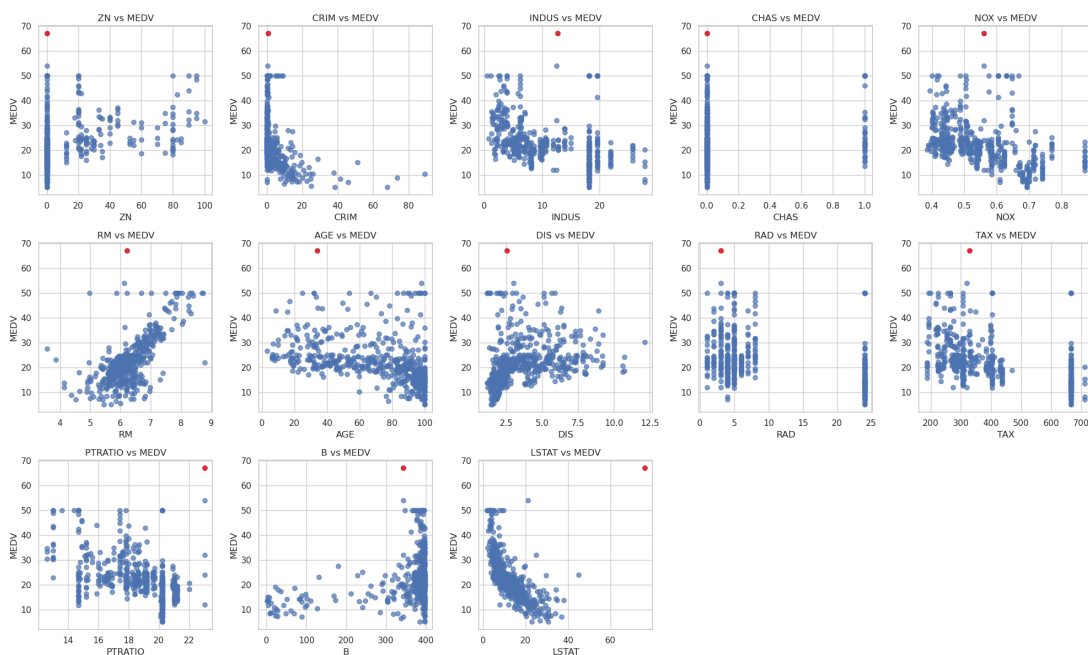 ZN vs MEDV
CRIM vs MEDV
INDUS vs MEDV
CHAS vs MEDV
NOX vs MEDV
70
60
50
40
30
20
10
MEDV
0 20 40 60 80 100
ZN
70
60
50
40
30
20
10
MEDV
0 20 40 60 80
CRIM
70
60
50
40
30
20
10
MEDV
0 10 20
INDUS
70
60
50
40
30
20
10
MEDV
0.0 0.2 0.4 0.6 0.8 1.0
CHAS
70
60
50
40
30
20
10
MEDV
0.4 0.5 0.6 0.7 0.8
NOX
RM vs MEDV
AGE vs MEDV
DIS vs MEDV
RAD vs MEDV
TAX vs MEDV
70
60
50
40
30
20
10
MEDV
4 5 6 7 8 9
RM
70
60
50
40
30
20
10
MEDV
0 20 40 60 80 100
AGE
70
60
50
40
30
20
10
MEDV
2.5 5.0 7.5 10.0 12.5
DIS
70
60
50
40
30
20
10
MEDV
0 5 10 15 20 25
RAD
70
60
50
40
30
20
10
MEDV
200 300 400 500 600 700
TAX
PTRATIO vs MEDV
B vs MEDV
LSTAT vs MEDV
70
60
50
40
30
20
10
MEDV
14 16 18 20 22
PTRATIO
70
60
50
40
30
20
10
MEDV
0 100 200 300 400
B
70
60
50
40
30
20
10
MEDV
0 20 40 60
LSTAT